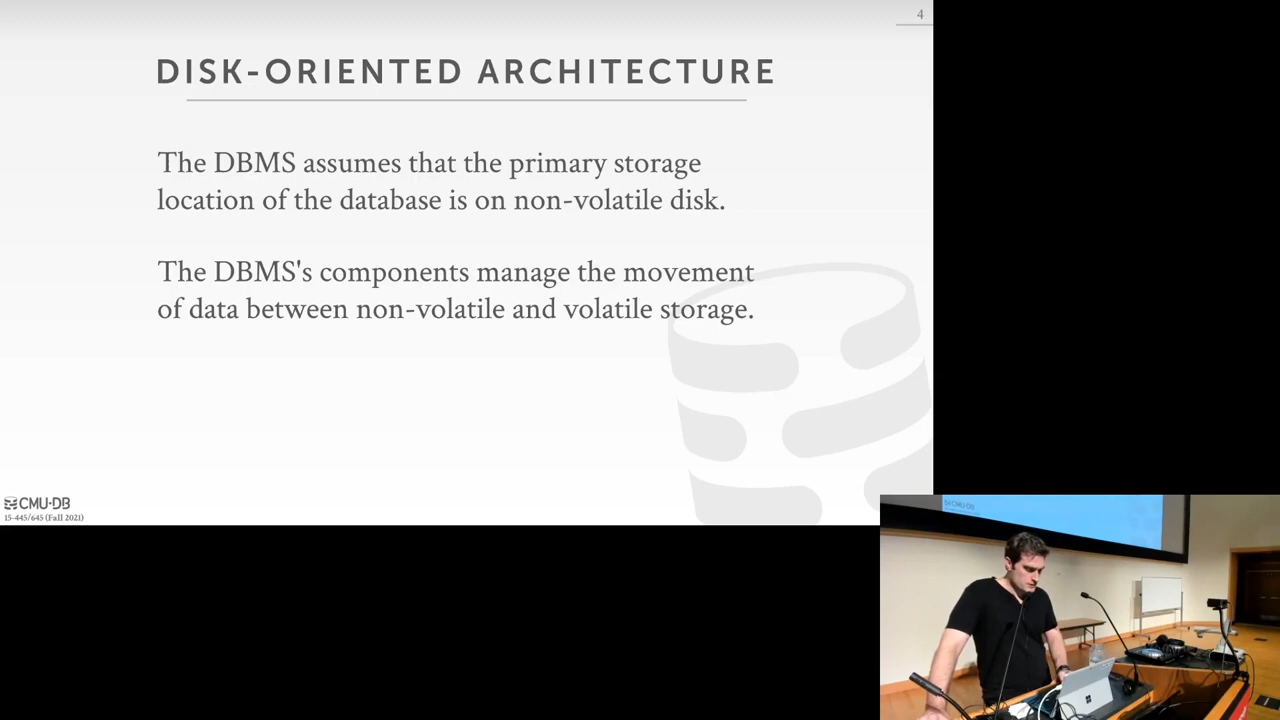 4
DISK-ORIENTED ARCHITECTURE
The DBMS assumes that the primary storage
location of the database is on non-volatile disk.
The DBMS's components manage the movement
of data between non-volatile and volatile storage.
CMU·DB
15-445/645 (Fall 2021)
CMU·DB